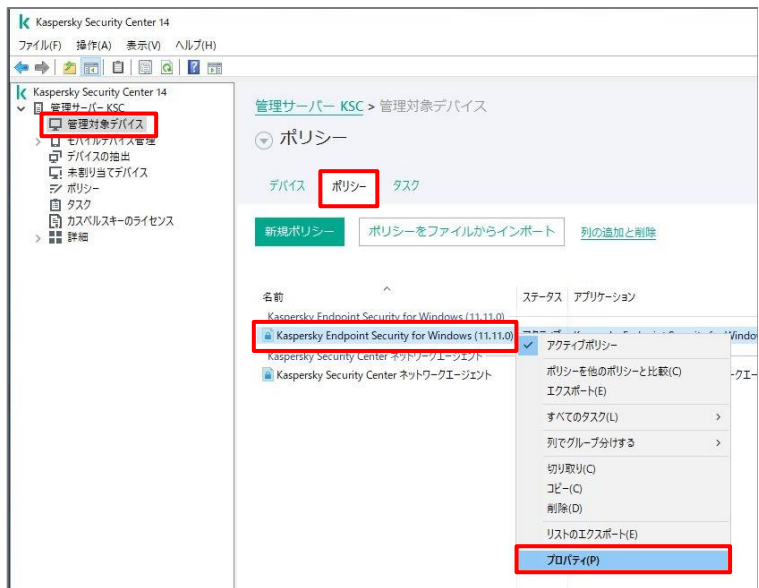 Kaspersky Security Center 14
ファイル(F) 操作(A) 表示(V) ヘルプ(H)
Kaspersky Security Center 14
管理サーバー KSC
管理対象デバイス
モバイルデバイス管理
デバイスの抽出
未割り当てデバイス
ポリシー
タスク
カスペルスキーのライセンス
詳細
管理サーバー KSC > 管理対象デバイス
ポリシー
デバイス ポリシー タスク
新規ポリシー ポリシーをファイルからインポート 列の追加と削除
名前 ステータス アプリケーション
Kaspersky Endpoint Security for Windows (11.11.0)
Kaspersky Endpoint Security for Windows (11.11.0)
Kaspersky Security Center ネットワークエージェント
Kaspersky Security Center ネットワークエージェント
アクティブポリシー
ポリシーを他のポリシーと比較(C)
エクスポート(E)
すべてのタスク(L)
列でグループ分けする
切り取り(C)
コピー(C)
削除(D)
リストのエクスポート(E)
プロパティ(P)